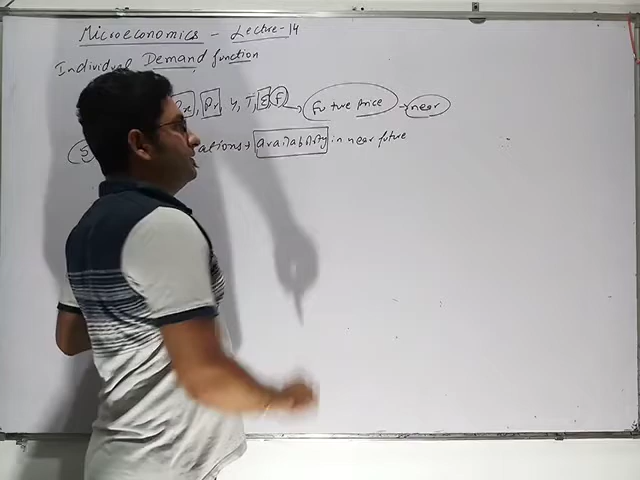 Microeconomics - Lecture-14
Individual Demand function
Px, Pr, Y, T, E, F → Future Price → near
E ations → availability in near future